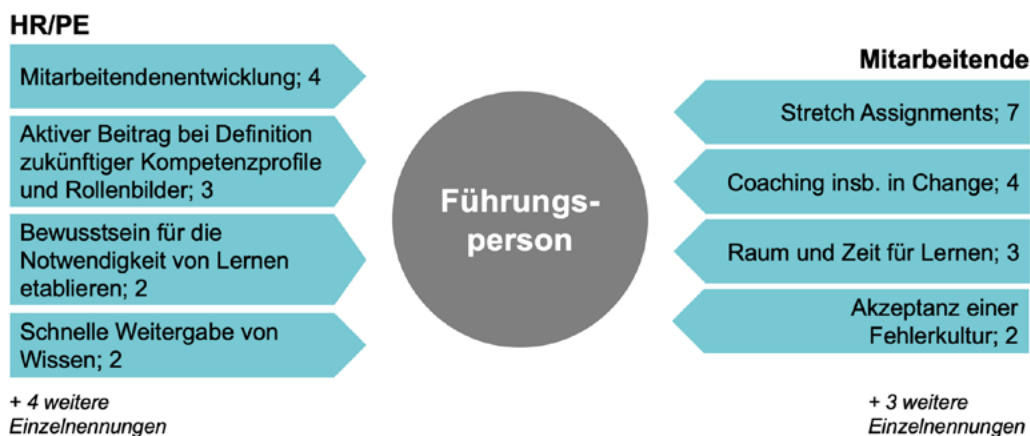 HR/PE
Mitarbeitendenentwicklung; 4
Aktiver Beitrag bei Definition
zukünftiger Kompetenzprofile
und Rollenbilder; 3
Bewusstsein für die
Notwendigkeit von Lernen
etablieren; 2
Schnelle Weitergabe von
Wissen; 2
+ 4 weitere
Einzelnennungen
Führungs-
person
Mitarbeitende
Stretch Assignments; 7
Coaching insb. in Change; 4
Raum und Zeit für Lernen; 3
Akzeptanz einer
Fehlerkultur; 2
+ 3 weitere
Einzelnennungen